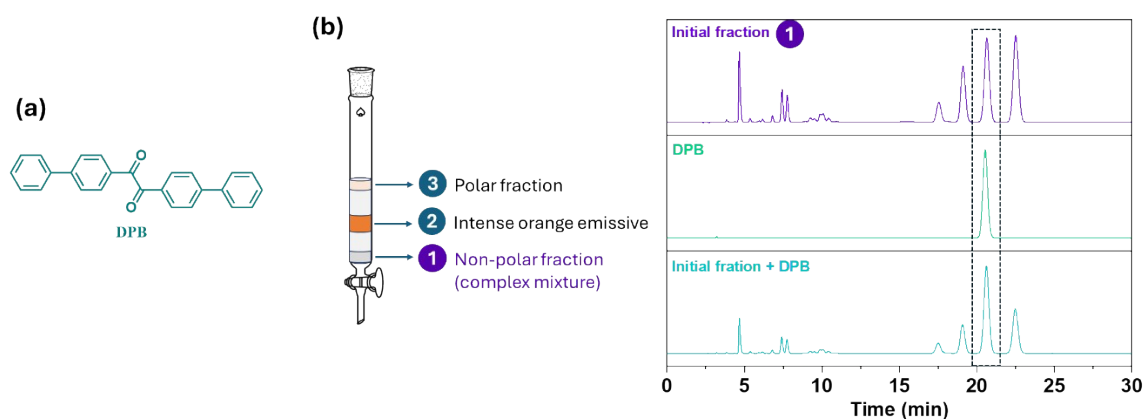 (a)
O
O
DPB
(b)
3 Polar fraction
2 Intense orange emissive
1 Non-polar fraction
(complex mixture)
Initial fraction 1
DPB
Initial fration + DPB
0 5 10 15 20 25 30
Time (min)